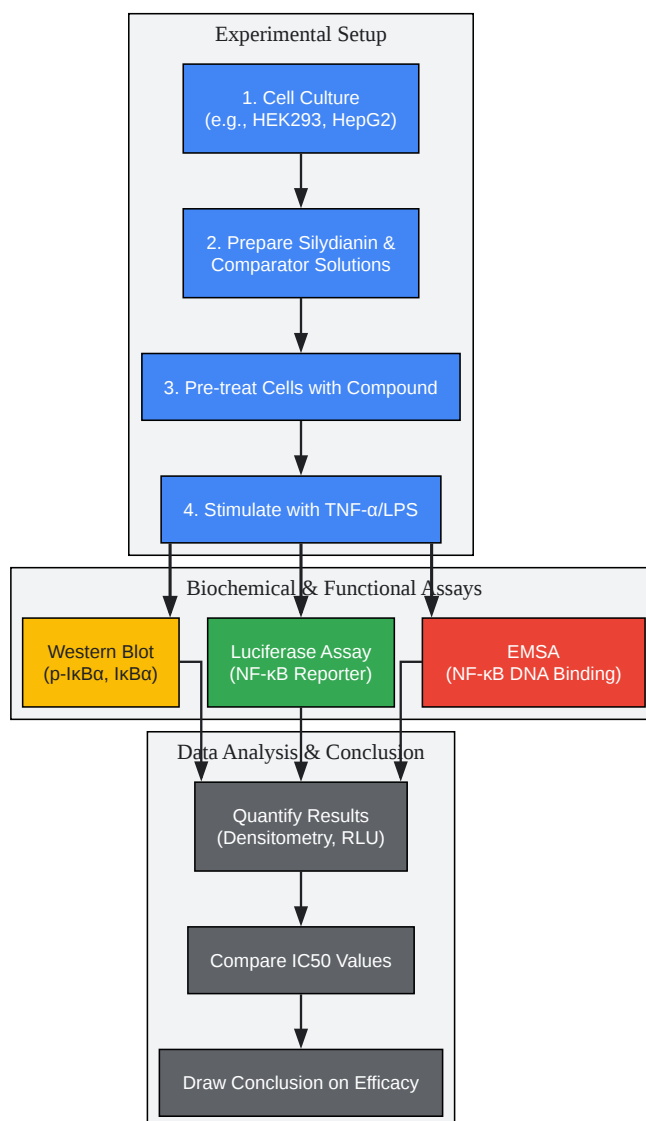 Experimental Setup
1. Cell Culture
(e.g., HEK293, HepG2)
2. Prepare Silydianin &
Comparator Solutions
3. Pre-treat Cells with Compound
4. Stimulate with TNF-α/LPS
Biochemical & Functional Assays
Western Blot
(p-IκBα, IκBα)
Luciferase Assay
(NF-κB Reporter)
EMSA
(NF-κB DNA Binding)
Data Analysis & Conclusion
Quantify Results
(Densitometry, RLU)
Compare IC50 Values
Draw Conclusion on Efficacy